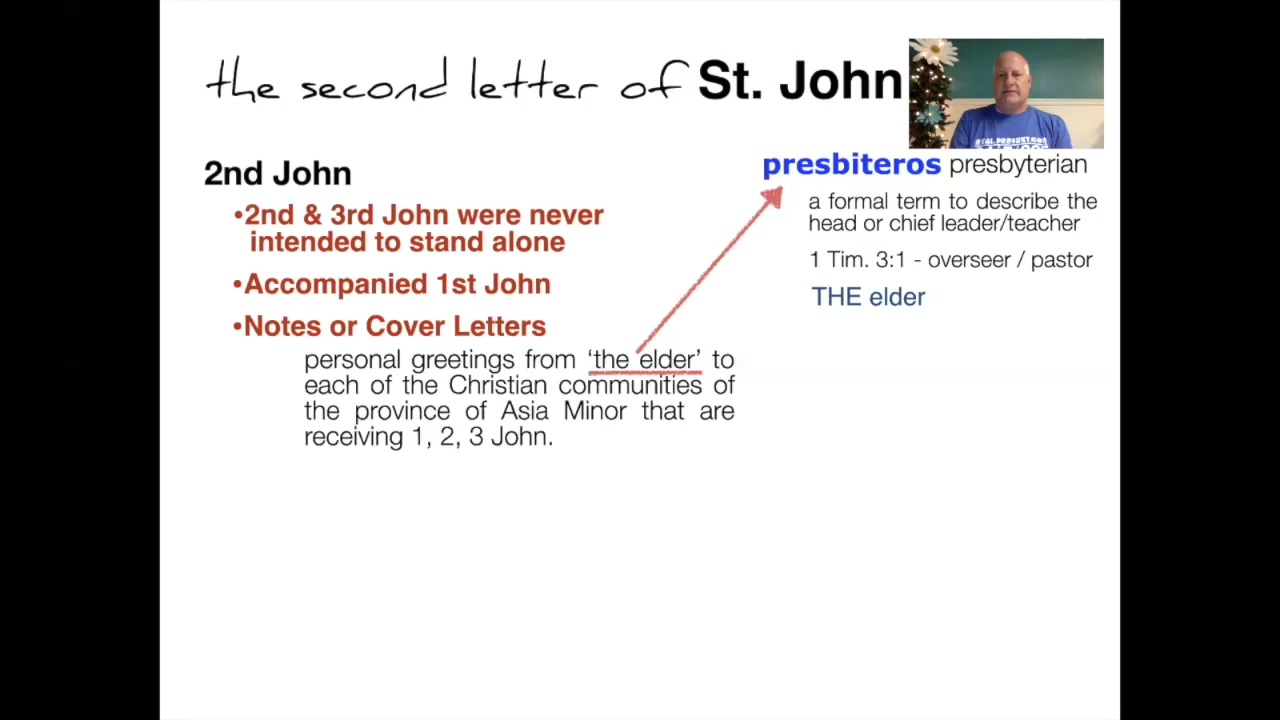 the second letter of St. John
2nd John
•2nd & 3rd John were never
intended to stand alone
•Accompanied 1st John
•Notes or Cover Letters
personal greetings from ‘the elder’ to
each of the Christian communities of
the province of Asia Minor that are
receiving 1, 2, 3 John.
presbiteros presbyterian
a formal term to describe the
head or chief leader/teacher
1 Tim. 3:1 - overseer / pastor
THE elder